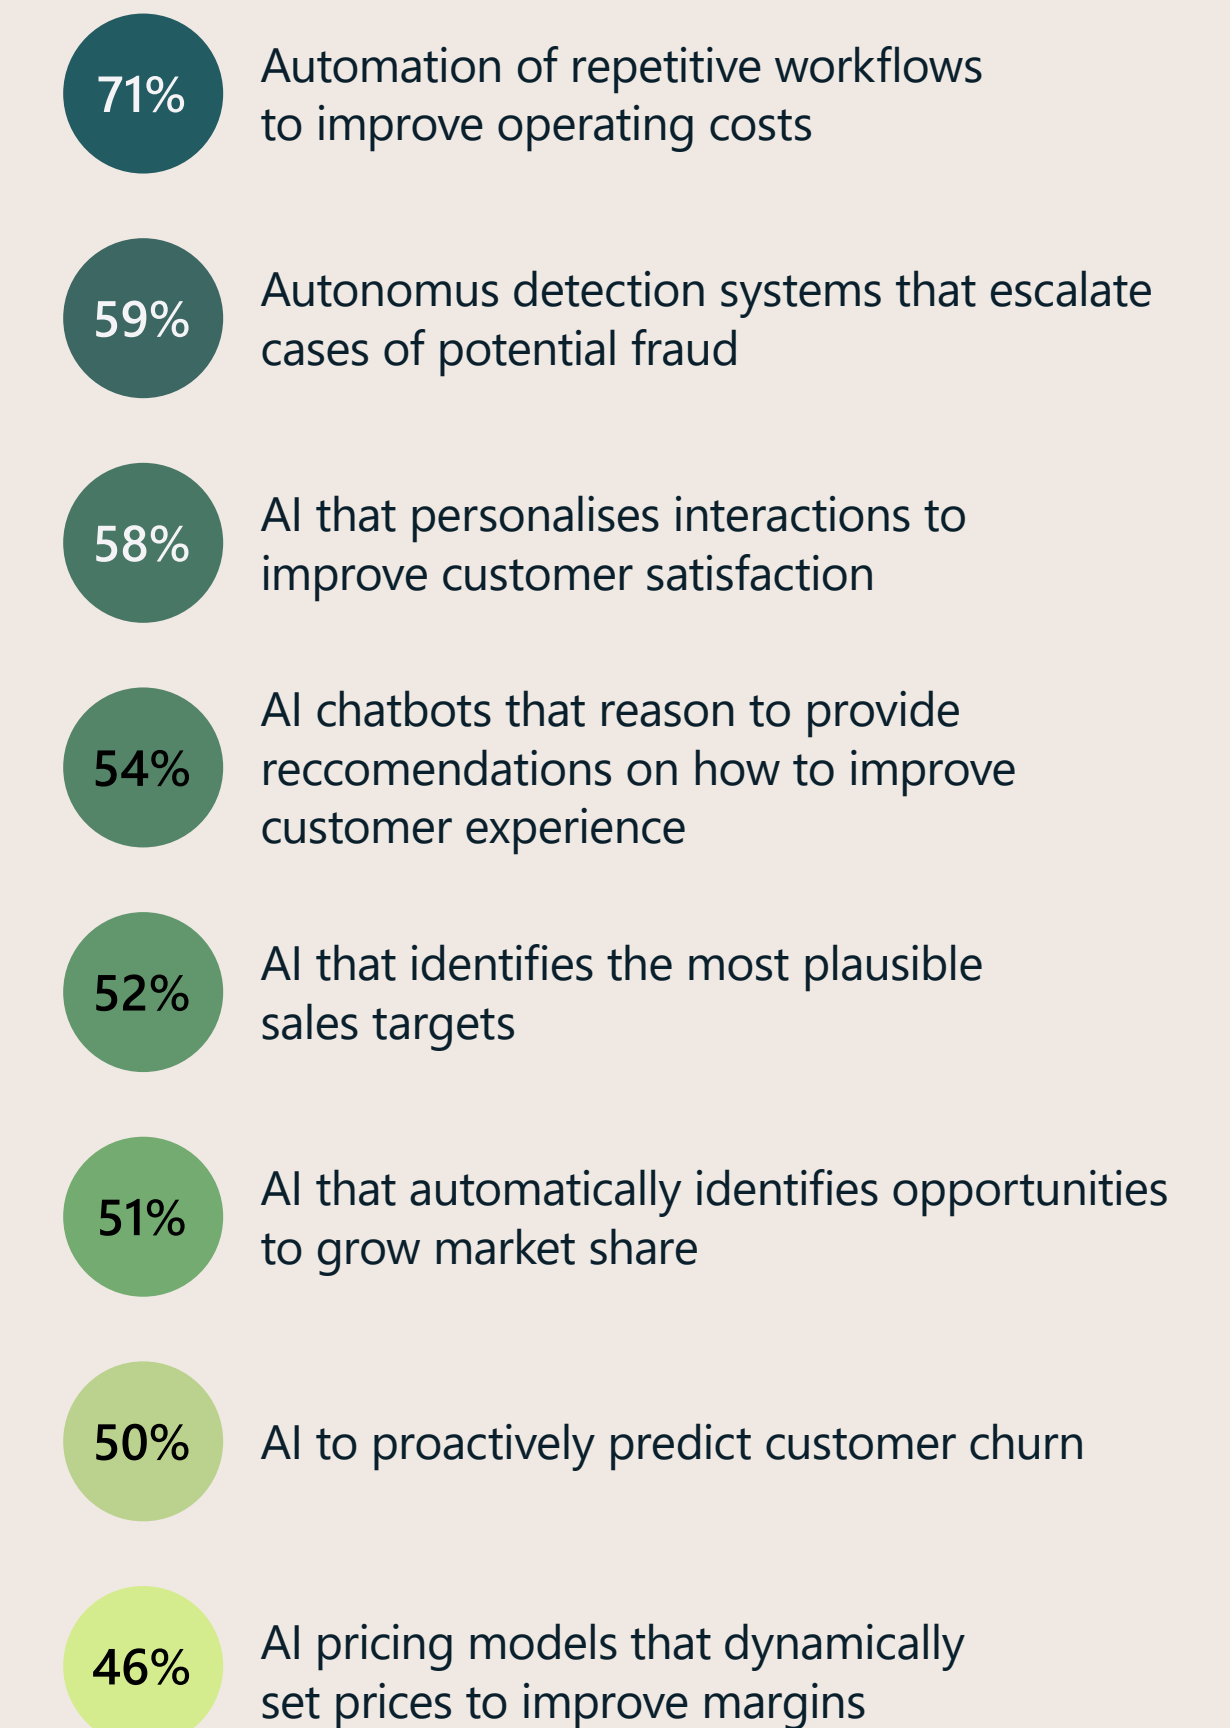 71%
Automation of repetitive workflows
to improve operating costs
59%
Autonomus detection systems that escalate
cases of potential fraud
58%
AI that personalises interactions to
improve customer satisfaction
54%
AI chatbots that reason to provide
reccomendations on how to improve
customer experience
52%
AI that identifies the most plausible
sales targets
51%
AI that automatically identifies opportunities
to grow market share
50%
AI to proactively predict customer churn
46%
AI pricing models that dynamically
set prices to improve margins